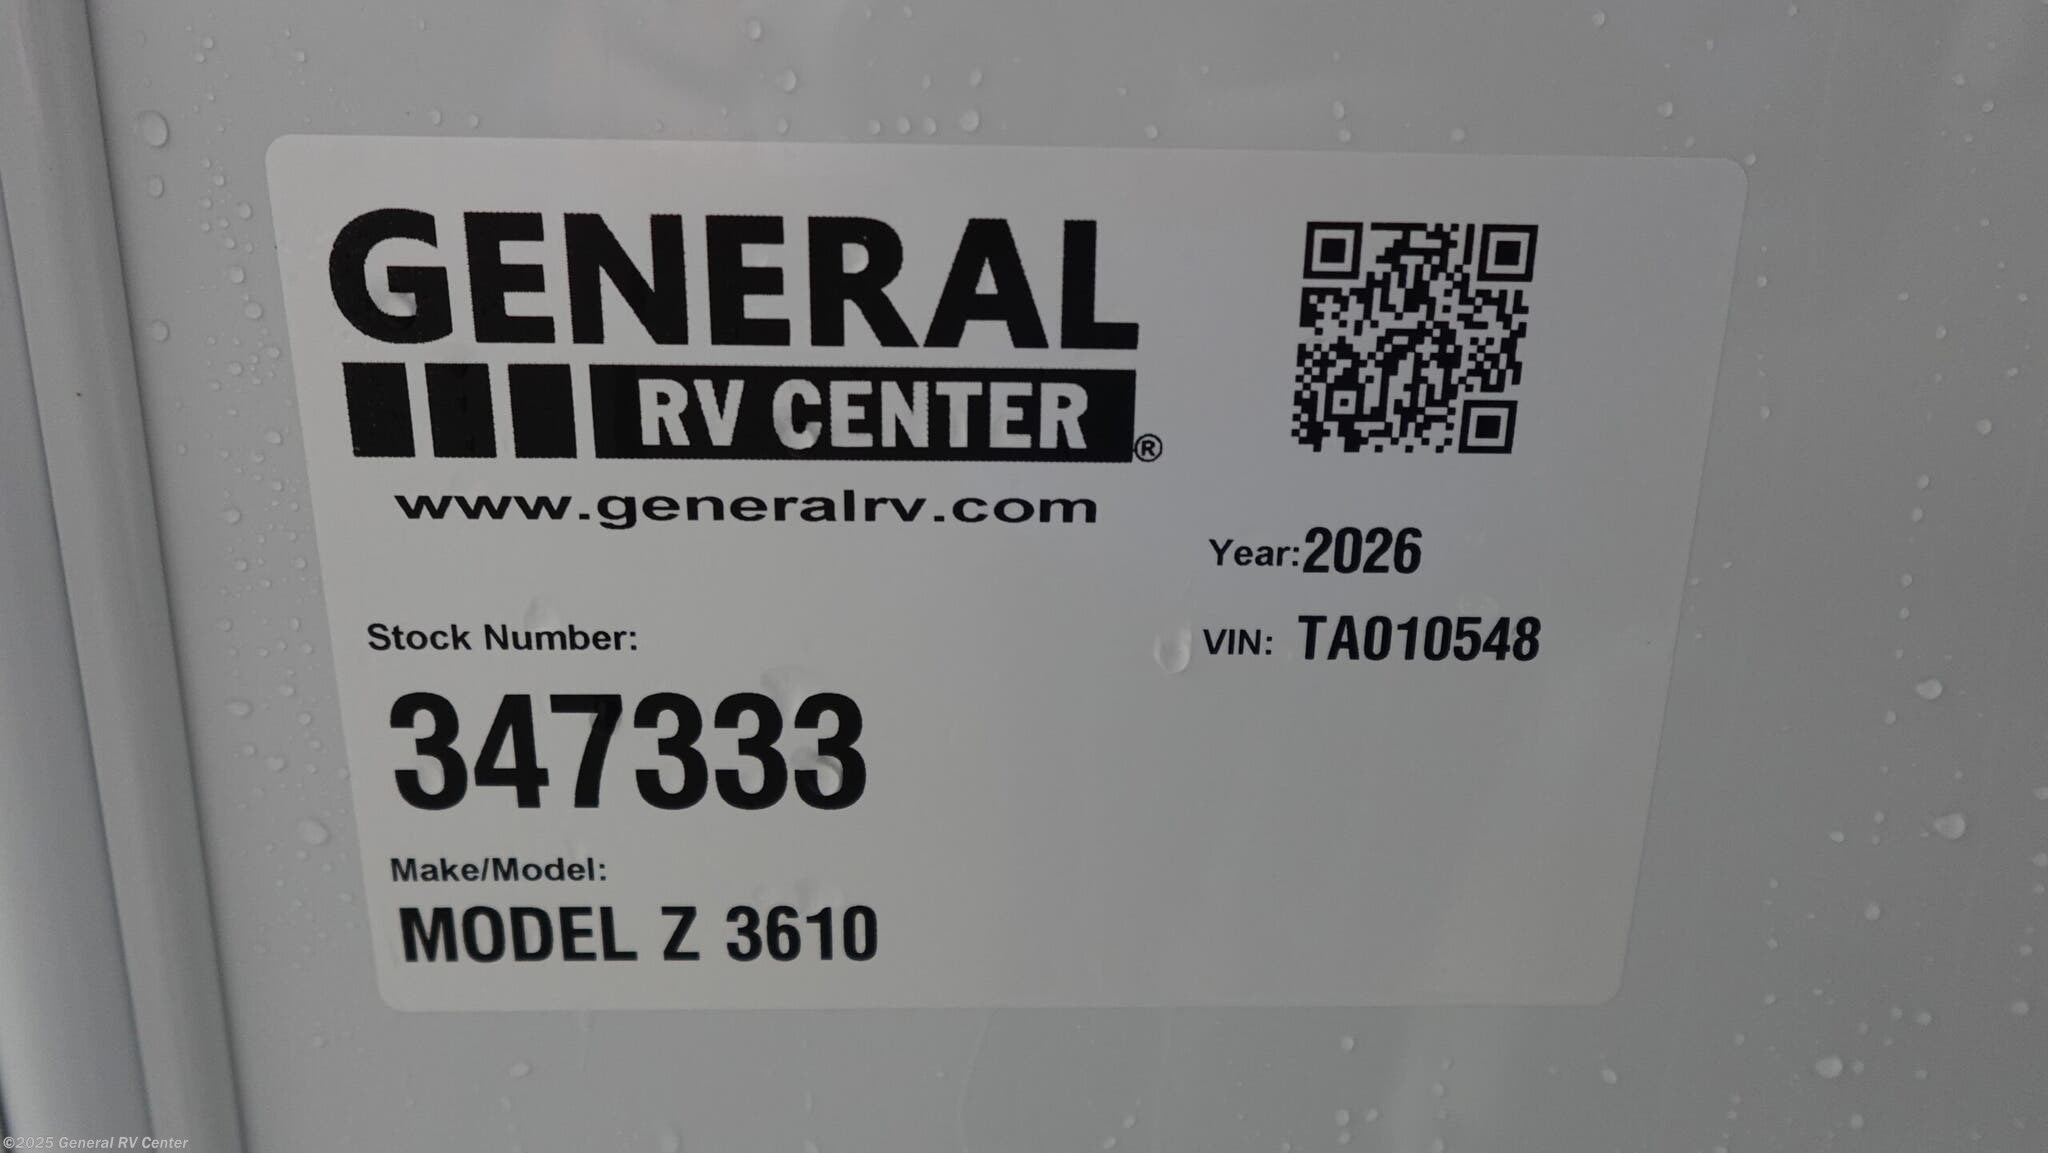 GENERAL
RV CENTER®
www.generalrv.com
Year: 2026
VIN: TA010548
Stock Number:
347333
Make/Model:
MODEL Z 3610
©2025 General RV Center